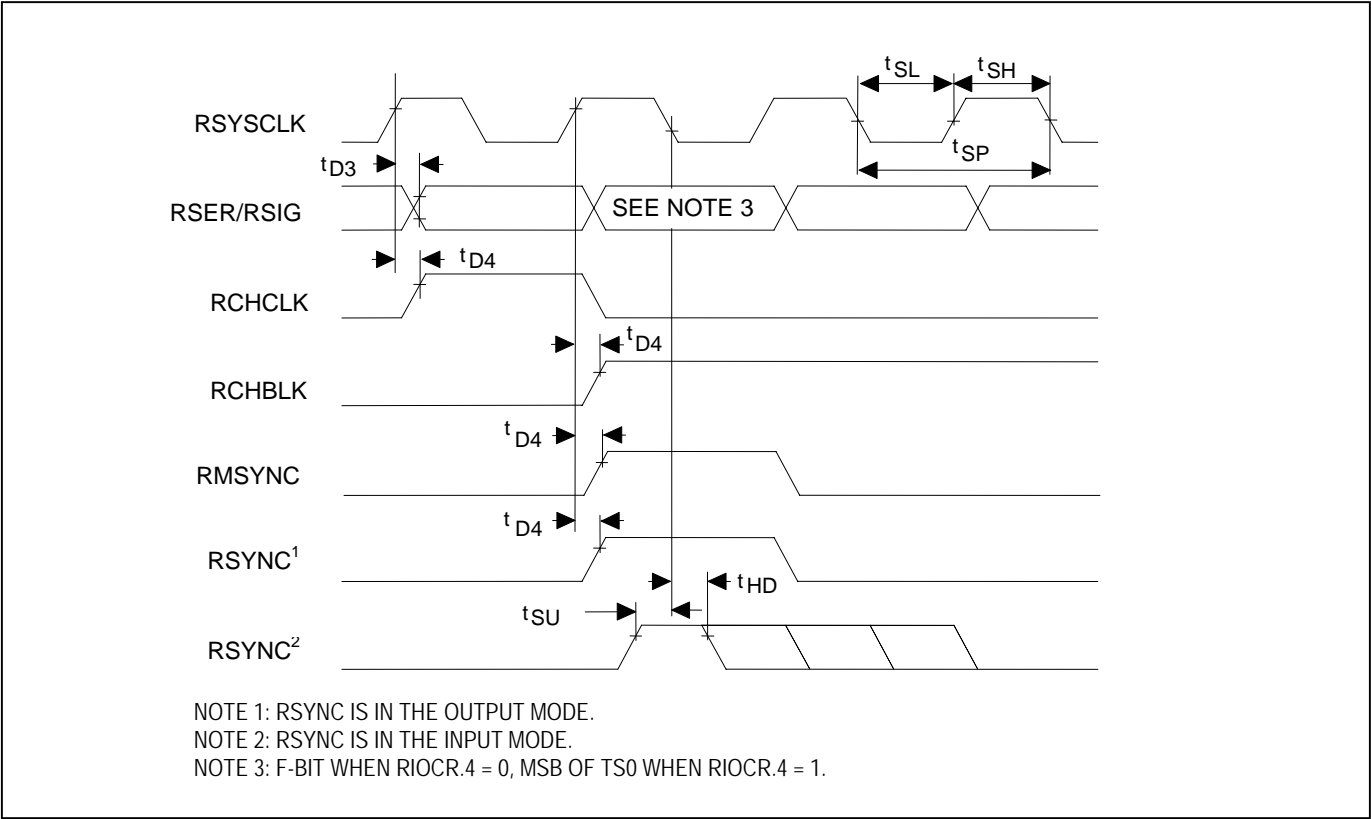 tSL
tSH
RSYSCLK
tSP
tD3
RSER/RSIG
SEE NOTE 3
tD4
RCHCLK
tD4
RCHBLK
tD4
RMSYNC
tD4
RSYNC1
tHD
tSU
RSYNC2
NOTE 1: RSYNC IS IN THE OUTPUT MODE.
NOTE 2: RSYNC IS IN THE INPUT MODE.
NOTE 3: F-BIT WHEN RIOCR.4 = 0, MSB OF TS0 WHEN RIOCR.4 = 1.